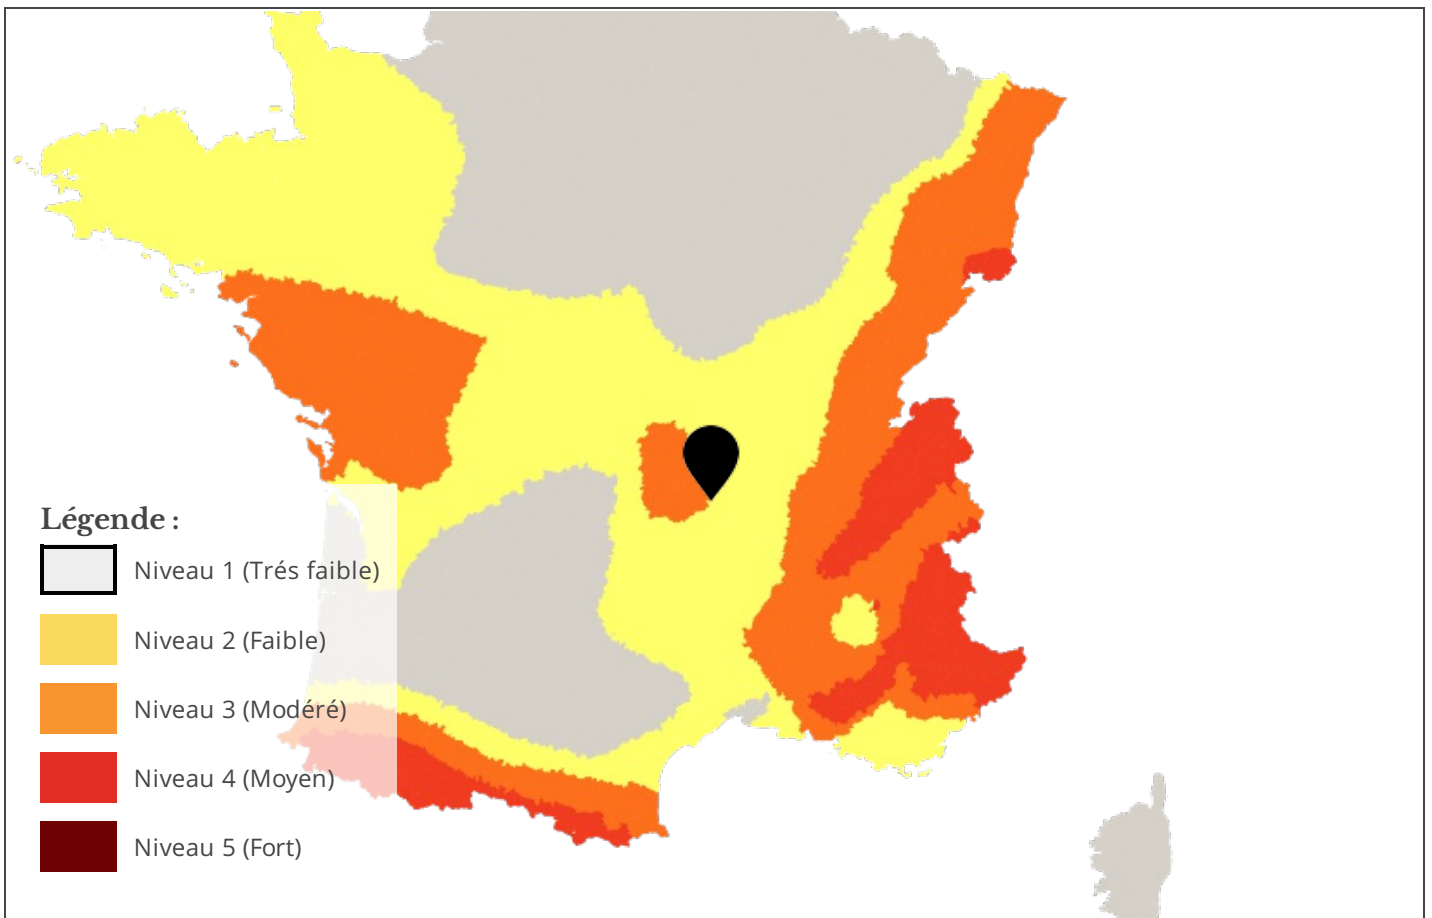 Légende :
Niveau 1 (Trés faible)
Niveau 2 (Faible)
Niveau 3 (Modéré)
Niveau 4 (Moyen)
Niveau 5 (Fort)